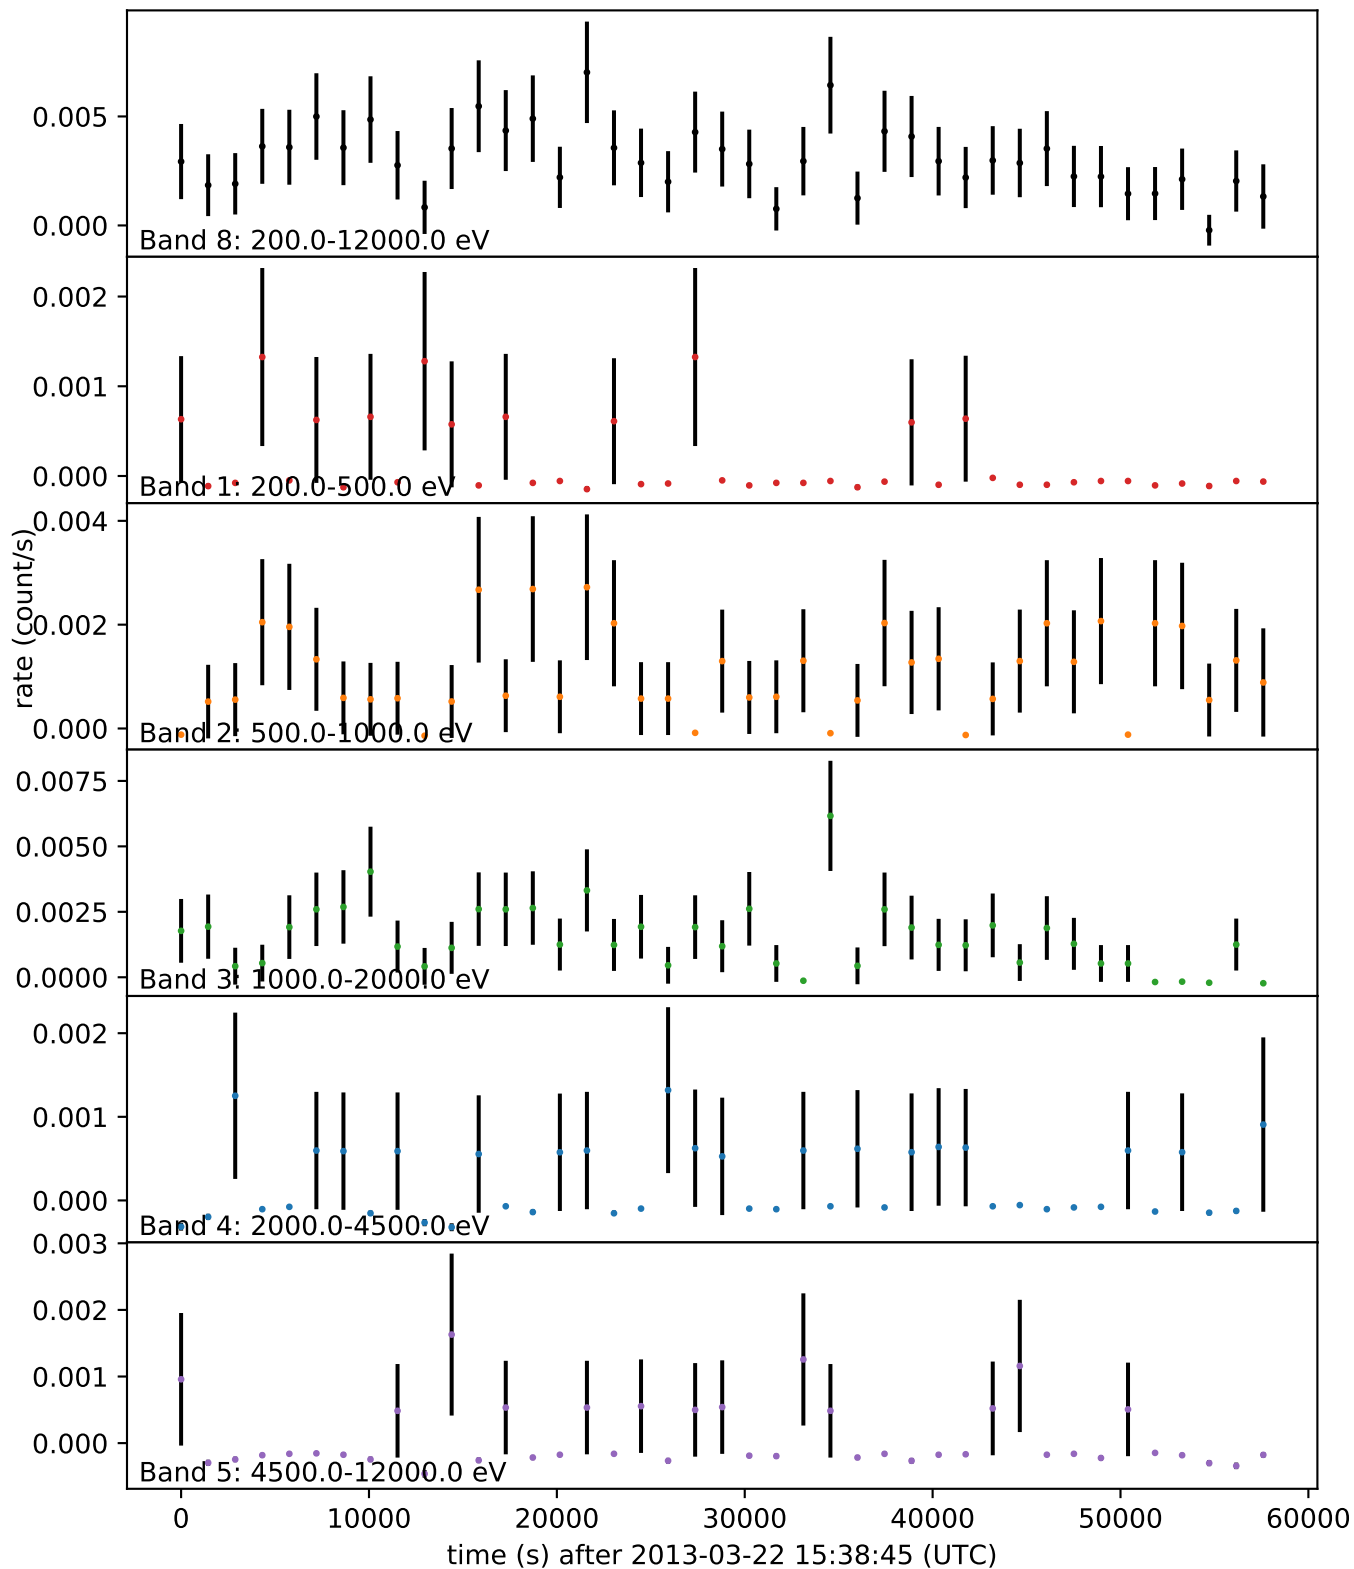 0.005
0.000
Band 8: 200.0-12000.0 eV
0.002
0.001
0.000
Band 1: 200.0-500.0 eV
rate (count/s)
0.004
0.002
0.000
Band 2: 500.0-1000.0 eV
0.0075
0.0050
0.0025
0.0000
Band 3: 1000.0-2000.0 eV
0.002
0.001
0.000
Band 4: 2000.0-4500.0 eV
0.003
0.002
0.001
0.000
Band 5: 4500.0-12000.0 eV
0 10000 20000 30000 40000 50000 60000
time (s) after 2013-03-22 15:38:45 (UTC)